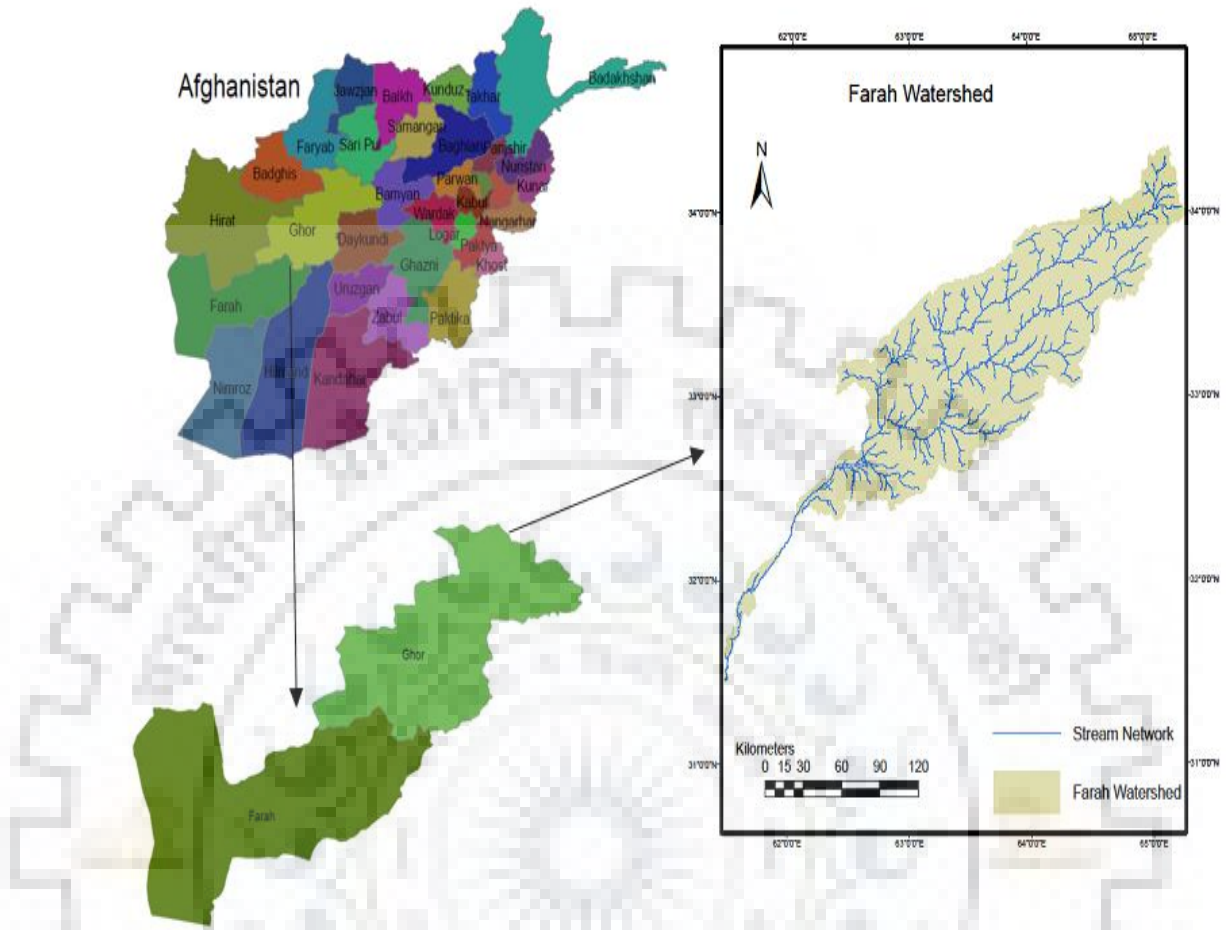 Afghanistan
Badakhshan
Jawzjan
Balkh
Kunduz
Takhar
Faryab
Sari Pul
Samangan
Baghlan
Panjshir
Nuristan
Kunar
Badghis
Bamyan
Parwan
Kabul
Wardak
Nangarhar
Hirat
Ghor
Daykundi
Logar
Paktya
Khost
Ghazni
Farah
Uruzgan
Zabul
Paktika
Nimroz
Kandahar
Ghor
Farah
62°0'0"E 63°0'0"E 64°0'0"E 65°0'0"E
Farah Watershed
N
34°0'0"N 34°0'0"N
33°0'0"N 33°0'0"N
32°0'0"N 32°0'0"N
31°0'0"N 31°0'0"N
Stream Network
Farah Watershed
Kilometers
0 15 30 60 90 120
62°0'0"E 63°0'0"E 64°0'0"E 65°0'0"E